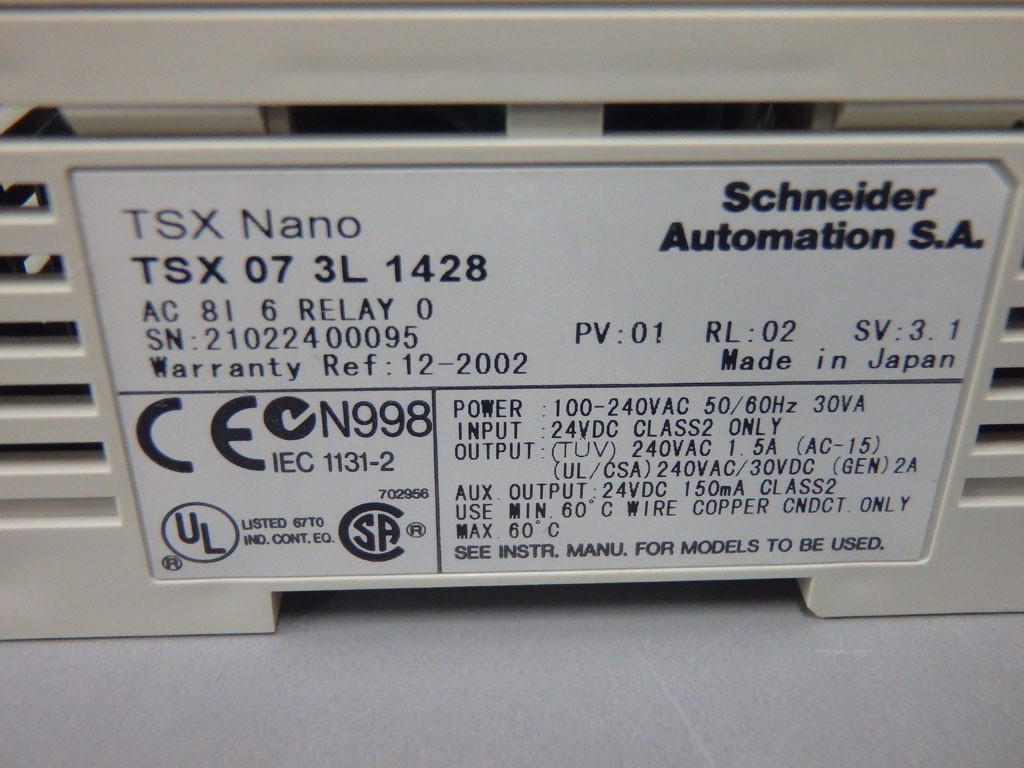 TSX Nano
Schneider
Automation S.A.
TSX 07 3L 1428
AC 8I 6 RELAY O
SN:21022400095
PV:01 RL:02 SV:3.1
Warranty Ref:12-2002
Made in Japan
CE N998
IEC 1131-2
702956
UL ®
LISTED 67T0
IND. CONT. EQ.
SA ®
POWER :100-240VAC 50/60Hz 30VA
INPUT :24VDC CLASS2 ONLY
OUTPUT:(TUV) 240VAC 1.5A (AC-15)
(UL/CSA)240VAC/30VDC (GEN)2A
AUX. OUTPUT:24VDC 150mA CLASS2
USE MIN.60°C WIRE COPPER CNDCT.ONLY
MAX.60°C
SEE INSTR. MANU. FOR MODELS TO BE USED.